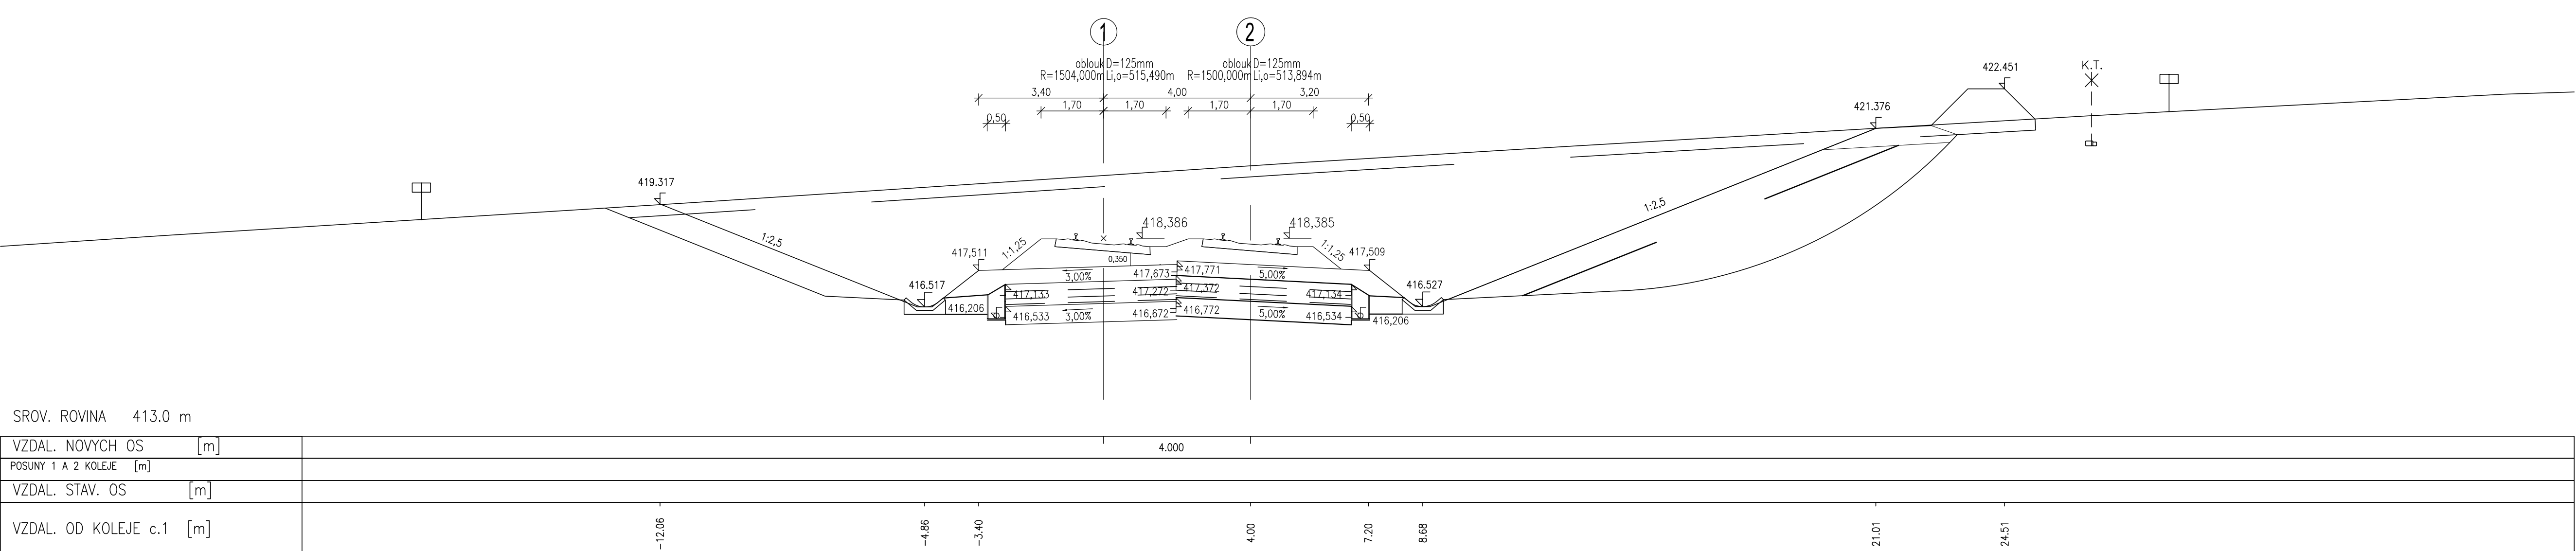 1 2
oblouk D=125mm oblouk D=125mm
R=1504,000m Li,o=515,490m R=1500,000m Li,o=513,894m
3,40 4,00 3,20
1,70 1,70 1,70 1,70
0,50 0,50
K.T.
422.451
421.376
419.317
1:2,5
1:2,5
418,386 418,385
1:1,25 1:1,25
417,511 417,509
0,350
3,00% 417,673 417,771 5,00%
416.517 416.527
417,133 417,272 417,372 417,134
416,206 416,533 3,00% 416,672 416,772 5,00% 416,534 416,206
SROV. ROVINA 413.0 m
VZDAL. NOVYCH OS [m] 4.000
POSUNY 1 A 2 KOLEJE [m]
VZDAL. STAV. OS [m]
VZDAL. OD KOLEJE c.1 [m] -12.06 -4.86 -3.40 4.00 7.20 8.68 21.01 24.51